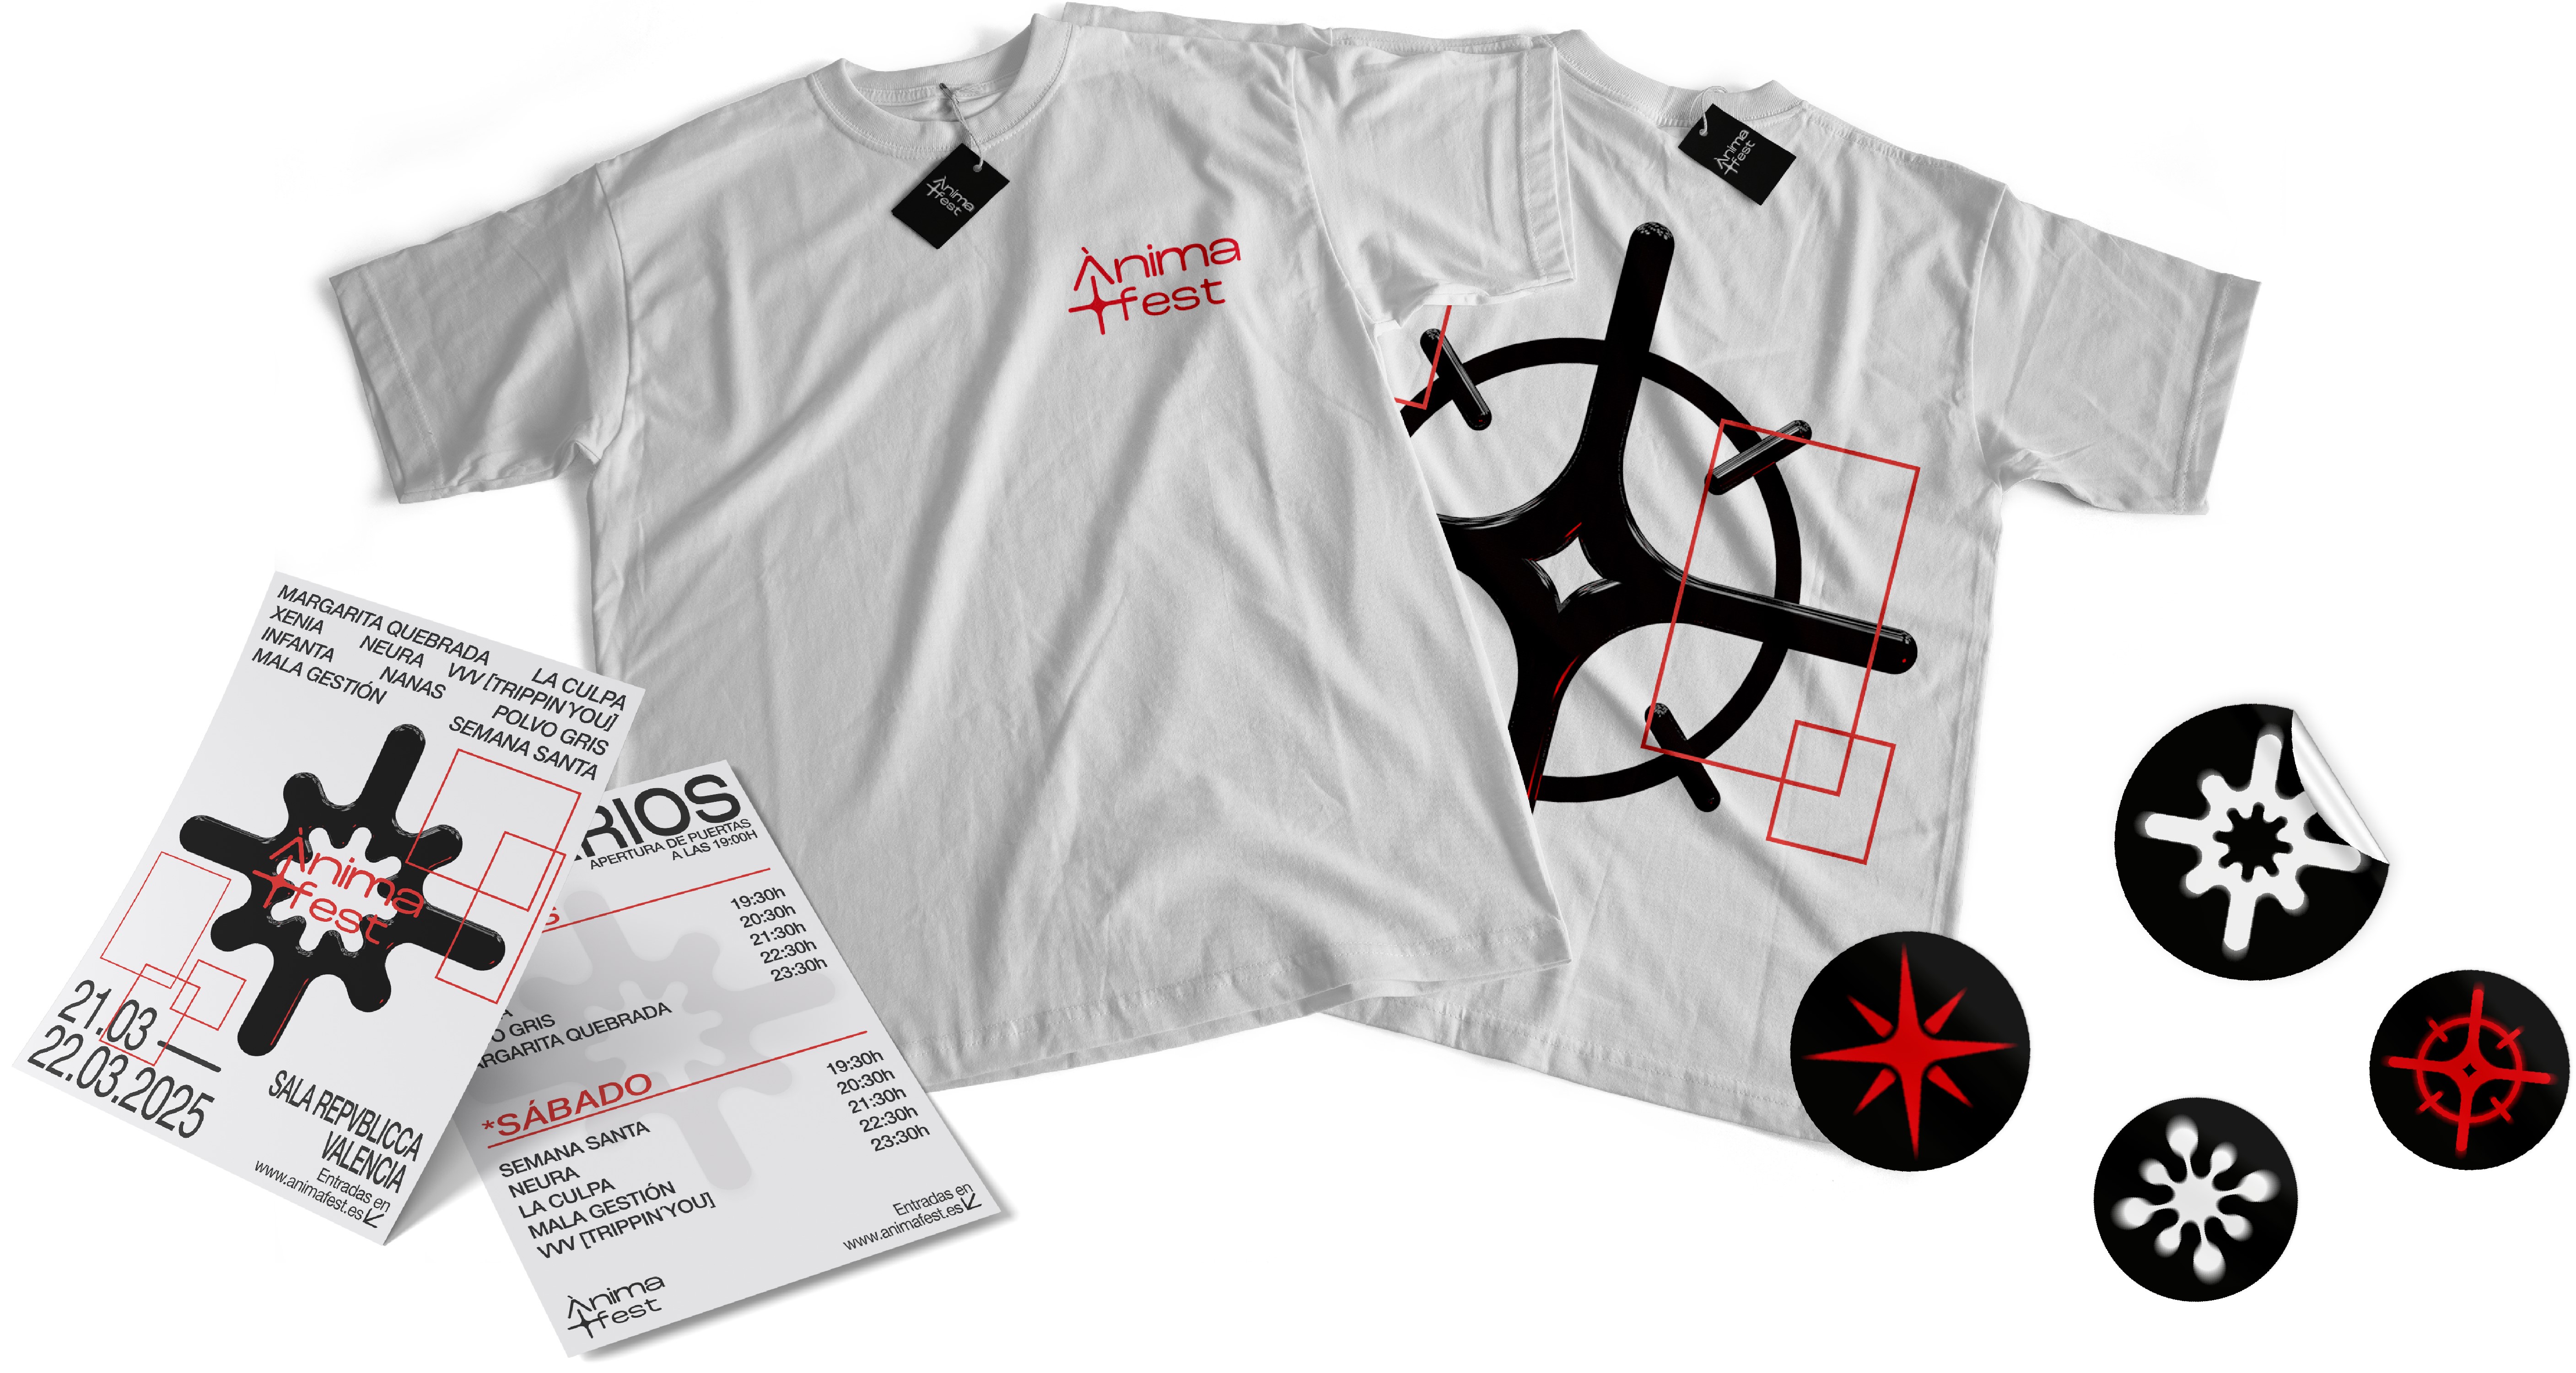 Ànima
fest
Ànima
fest
Ànima
fest
MARGARITA QUEBRADA
XENIA NEURA LA CULPA
INFANTA VVV [TRIPPIN'YOU]
MALA GESTIÓN NANAS POLVO GRIS
SEMANA SANTA
Ànima
fest
21.03 —
22.03.2025
SALA REPVBLICCA
VALENCIA
Entradas en
www.animafest.es
APERTURA DE PUERTAS
A LAS 19:00H
19:30h
20:30h
21:30h
22:30h
23:30h
GRIS
QUEBRADA
*SÁBADO
SEMANA SANTA 19:30h
NEURA 20:30h
LA CULPA 21:30h
MALA GESTIÓN 22:30h
VVV [TRIPPIN'YOU] 23:30h
Entradas en
www.animafest.es
Ànima
fest